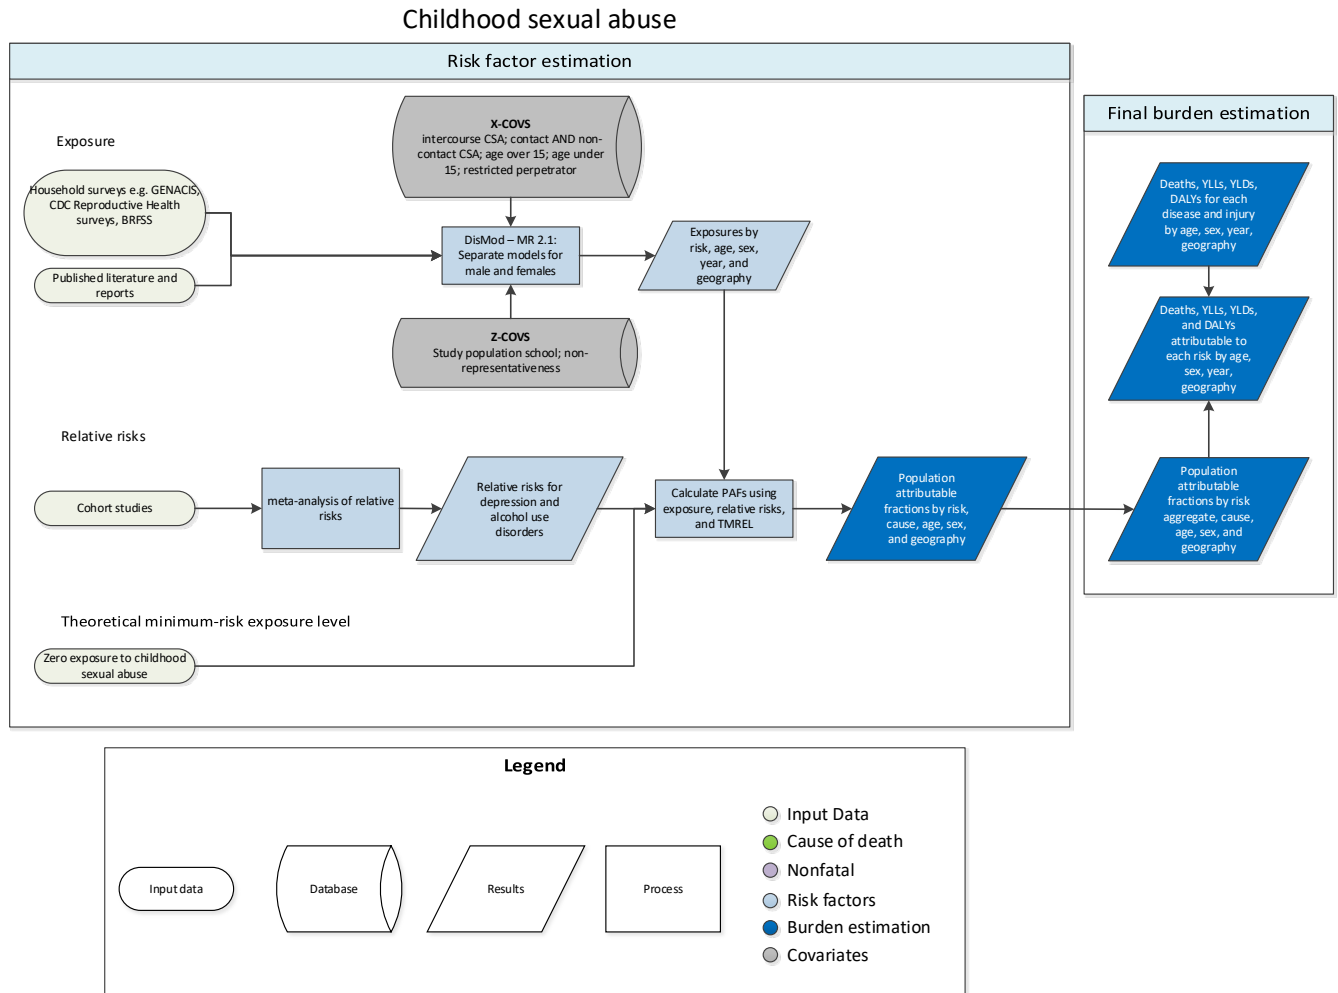 Childhood sexual abuse
Risk factor estimation
Final burden estimation
Exposure
Household surveys e.g. GENACIS,
CDC Reproductive Health
surveys, BRFSS
Published literature and
reports
X-COVS
intercourse CSA; contact AND non-
contact CSA; age over 15; age under
15; restricted perpetrator
DisMod – MR 2.1:
Separate models for
male and females
Z-COVS
Study population school; non-
representativeness
Exposures by
risk, age, sex,
year, and
geography
Relative risks
Cohort studies
meta-analysis of relative
risks
Relative risks for
depression and
alcohol use
disorders
Calculate PAFs using
exposure, relative risks,
and TMREL
Population
attributable
fractions by risk,
cause, age, sex,
and geography
Theoretical minimum-risk exposure level
Zero exposure to childhood
sexual abuse
Deaths, YLLs, YLDs,
DALYs for each
disease and injury
by age, sex, year,
geography
Deaths, YLLs, YLDs,
and DALYs
attributable to
each risk by age,
sex, year,
geography
Population
attributable
fractions by risk
aggregate, cause,
age, sex, and
geography
Legend
Input data
Database
Results
Process
Input Data
Cause of death
Nonfatal
Risk factors
Burden estimation
Covariates